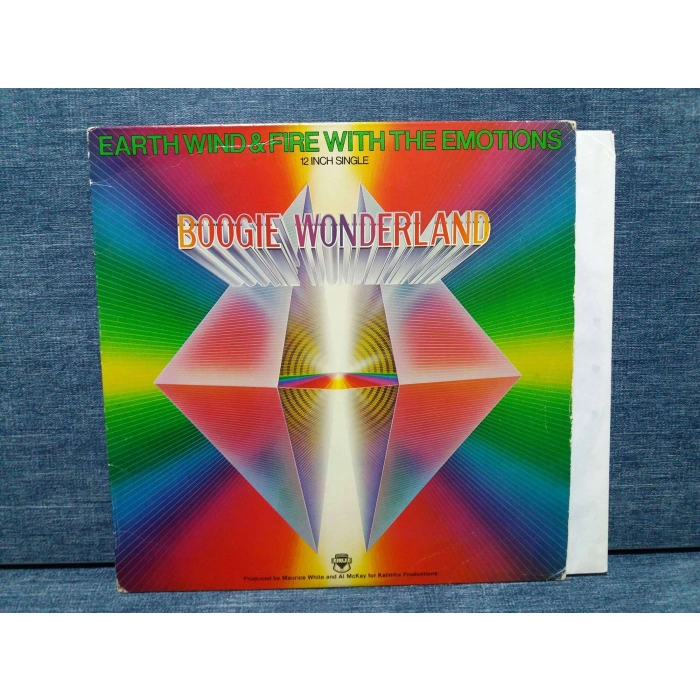 EARTH WIND & FIRE WITH THE EMOTIONS
12 INCH SINGLE
BOOGIE WONDERLAND
Produced by Maurice White and Al McKay for Kalimba Productions